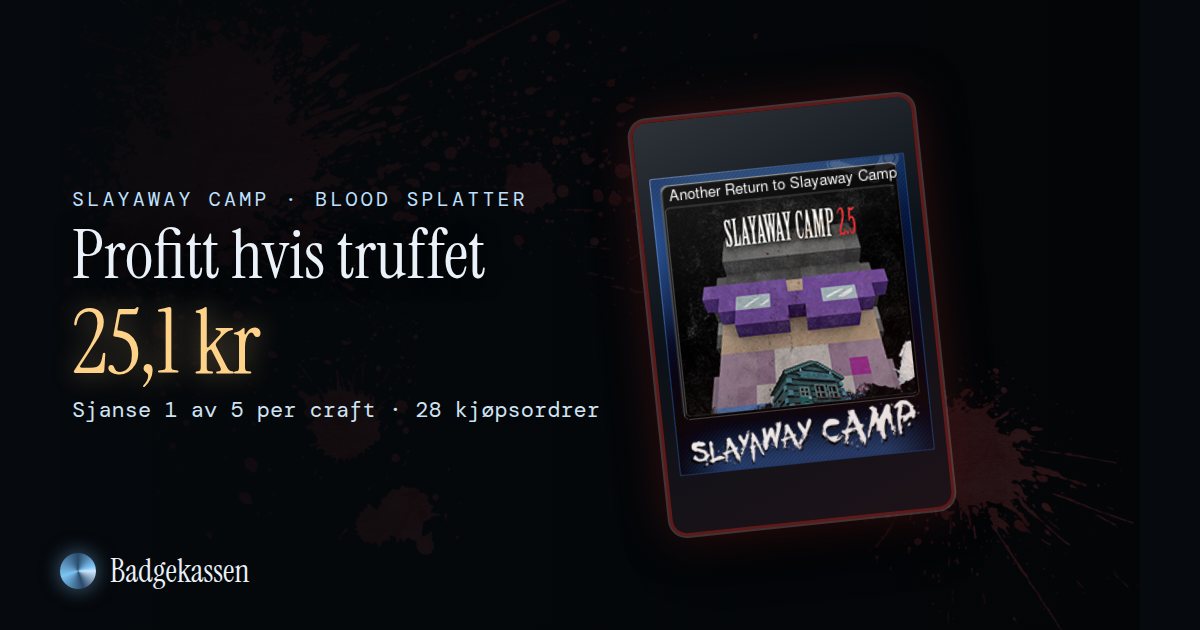 SLAYAWAY CAMP · BLOOD SPLATTER
Profitt hvis truffet
25,1 kr
Sjanse 1 av 5 per craft · 28 kjøpsordrer
Another Return to Slayaway Camp
SLAYAWAY CAMP 2.5
SLAYAWAY CAMP
Badgekassen